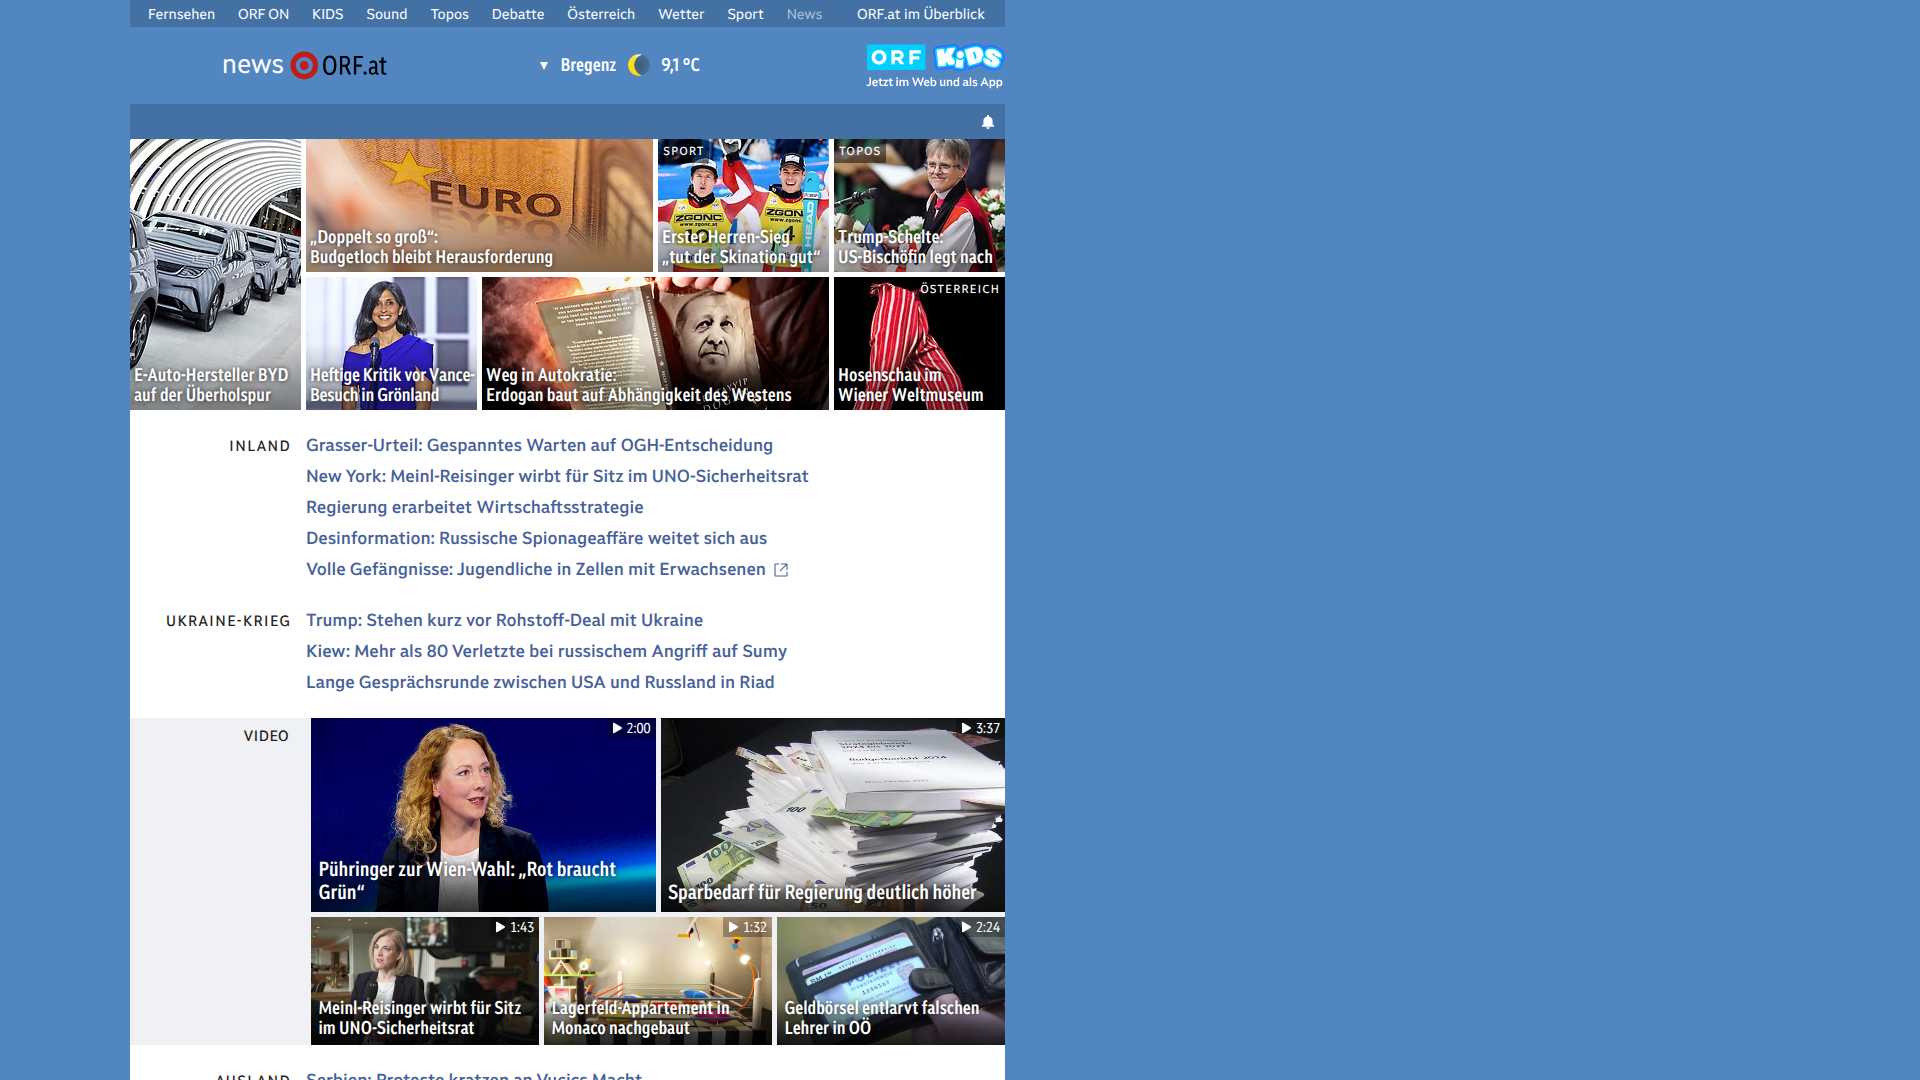 Fernsehen ORF ON KIDS Sound Topos Debatte Österreich Wetter Sport News ORF.at im Überblick
news ORF.at
Bregenz 9,1 °C
ORF KiDS
Jetzt im Web und als App
E-Auto-Hersteller BYD
auf der Überholspur
EURO
„Doppelt so groß“:
Budgetloch bleibt Herausforderung
SPORT
ZGONC
ZGONC
HEAD
Erster Herren-Sieg
„tut der Skination gut“
TOPOS
Trump-Schelte:
US-Bischöfin legt nach
Heftige Kritik vor Vance-
Besuch in Grönland
Weg in Autokratie:
Erdogan baut auf Abhängigkeit des Westens
ÖSTERREICH
Hosenschau im
Wiener Weltmuseum
INLAND
Grasser-Urteil: Gespanntes Warten auf OGH-Entscheidung
New York: Meinl-Reisinger wirbt für Sitz im UNO-Sicherheitsrat
Regierung erarbeitet Wirtschaftsstrategie
Desinformation: Russische Spionageaffäre weitet sich aus
Volle Gefängnisse: Jugendliche in Zellen mit Erwachsenen
UKRAINE-KRIEG
Trump: Stehen kurz vor Rohstoff-Deal mit Ukraine
Kiew: Mehr als 80 Verletzte bei russischem Angriff auf Sumy
Lange Gesprächsrunde zwischen USA und Russland in Riad
VIDEO
2:00
Pühringer zur Wien-Wahl: „Rot braucht
Grün“
3:37
100
20
100
50
Sparbedarf für Regierung deutlich höher
1:43
Meinl-Reisinger wirbt für Sitz
im UNO-Sicherheitsrat
1:32
Lagerfeld-Appartement in
Monaco nachgebaut
2:24
Geldbörsel entlarvt falschen
Lehrer in OÖ
AUSLAND
Serbien: Proteste kratzen an Vucics Macht